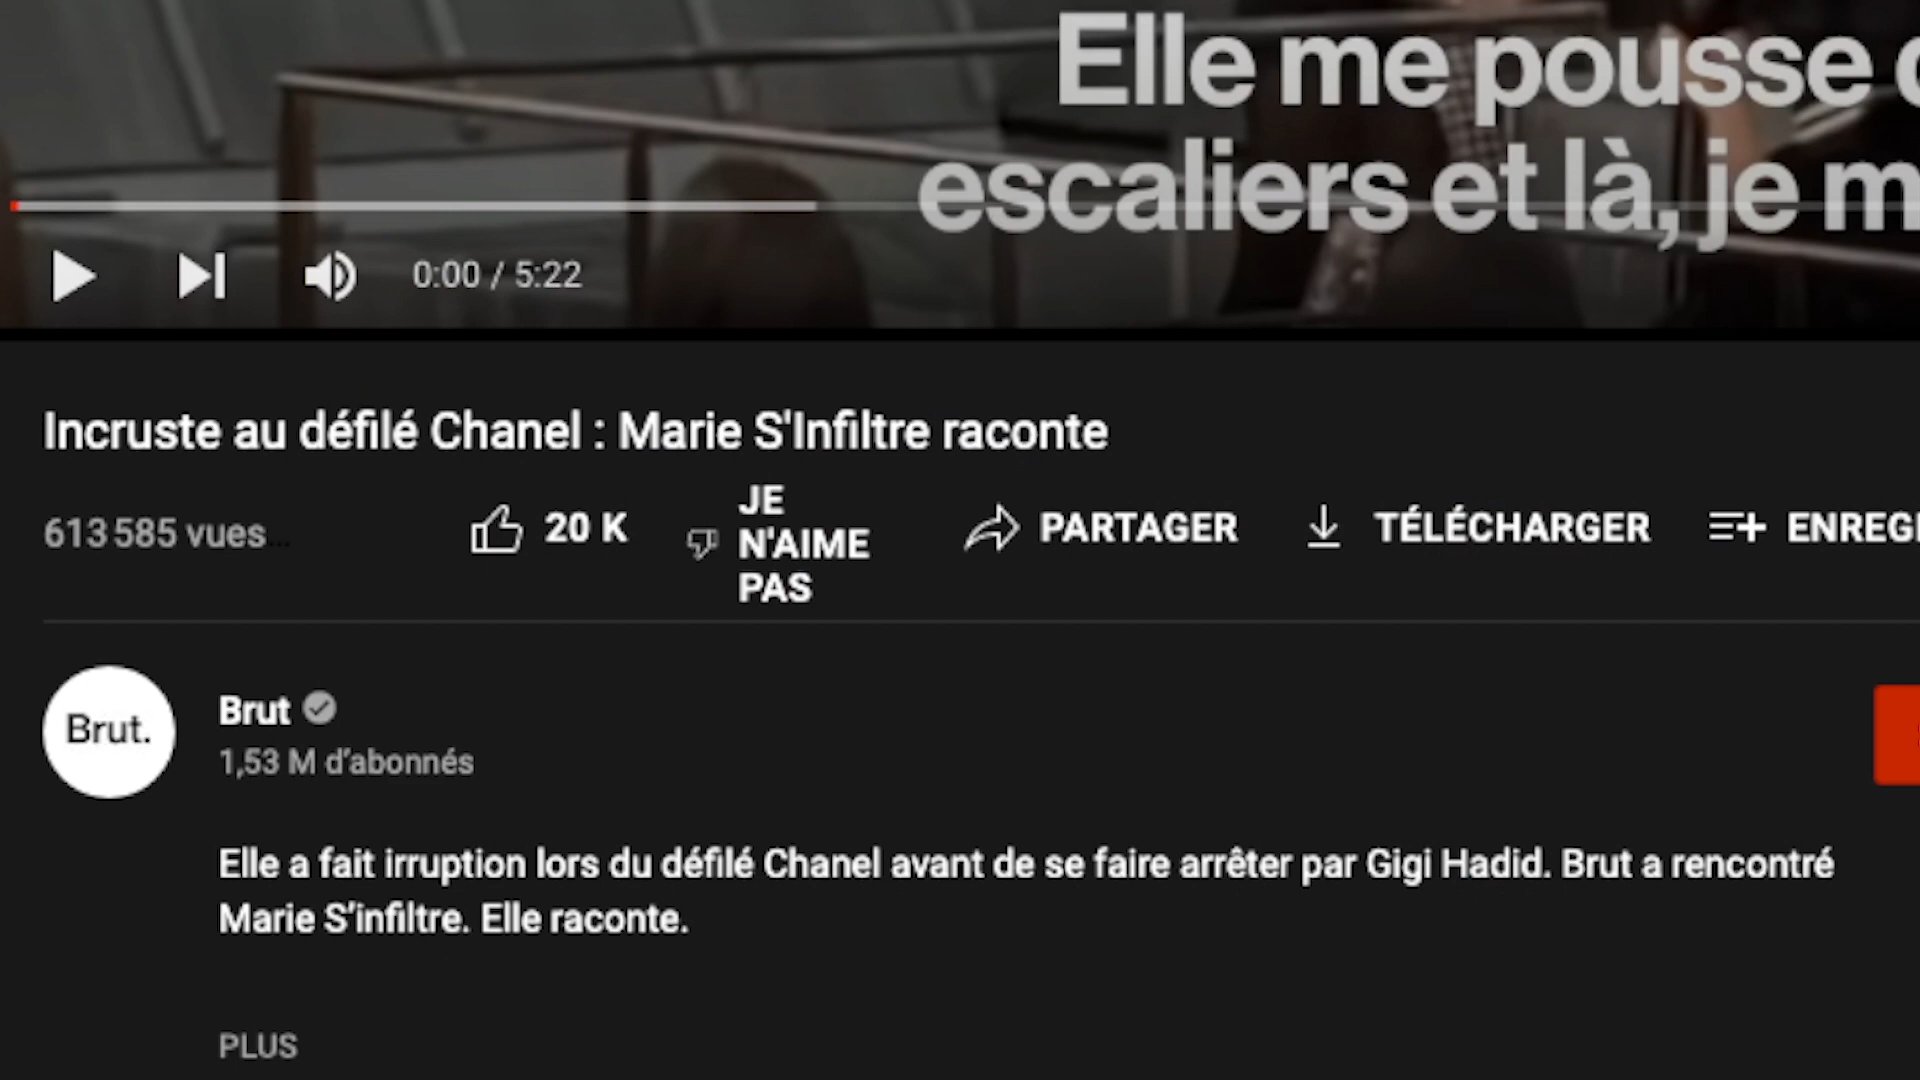 Elle me pousse
escaliers et là, je m
0:00 / 5:22
Incruste au défilé Chanel : Marie S'Infiltre raconte
613 585 vues
20 K
JE
N'AIME
PAS
PARTAGER
TÉLÉCHARGER
ENREG
Brut.
Brut
1,53 M d’abonnés
Elle a fait irruption lors du défilé Chanel avant de se faire arrêter par Gigi Hadid. Brut a rencontré
Marie S’infiltre. Elle raconte.
PLUS